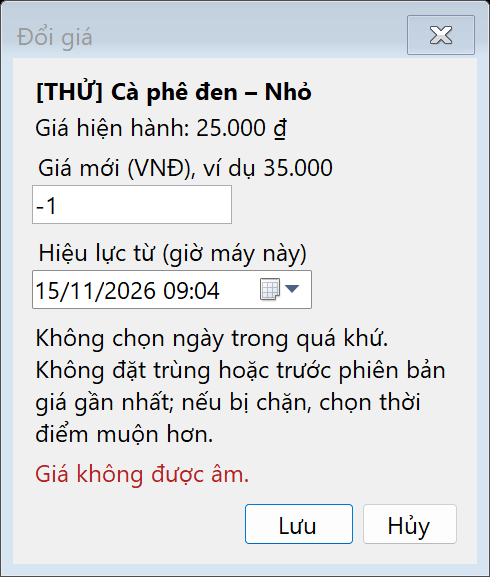 Đổi giá
[THỬ] Cà phê đen – Nhỏ
Giá hiện hành: 25.000 ₫
Giá mới (VNĐ), ví dụ 35.000
-1
Hiệu lực từ (giờ máy này)
15/11/2026 09:04
Không chọn ngày trong quá khứ.
Không đặt trùng hoặc trước phiên bản
giá gần nhất; nếu bị chặn, chọn thời
điểm muộn hơn.
Giá không được âm.
Lưu
Hủy